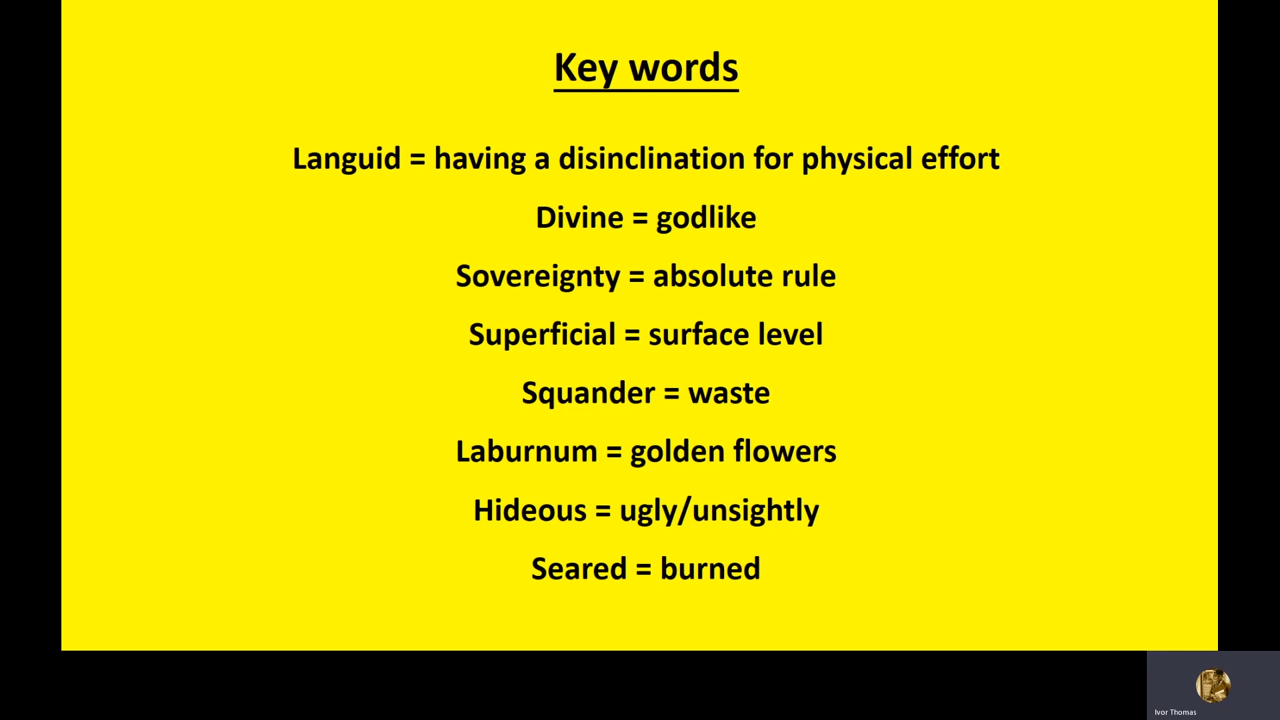 Key words
Languid = having a disinclination for physical effort
Divine = godlike
Sovereignty = absolute rule
Superficial = surface level
Squander = waste
Laburnum = golden flowers
Hideous = ugly/unsightly
Seared = burned
Ivor Thomas